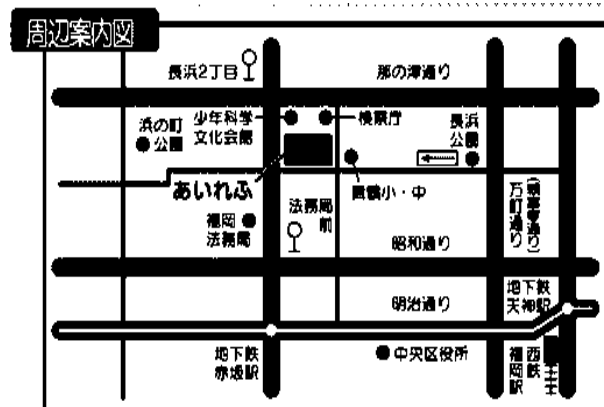 周辺案内図
長浜2丁目
那の津通り
少年科学
文化会館
検察庁
浜の町
公園
長浜
公園
あいれふ
舞鶴小・中
福岡
法務局
法務局
前
(親不孝通り)
万町通り
昭和通り
明治通り
地下鉄
天神駅
地下鉄
赤坂駅
中央区役所
西鉄
福岡駅